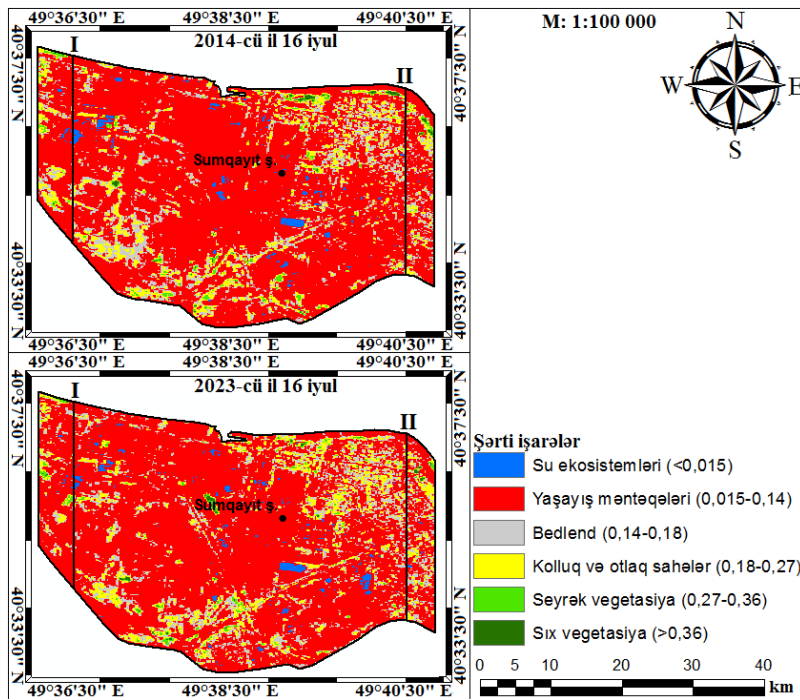 49°36'30" E 49°38'30" E 49°40'30" E
I
2014-cü il 16 iyul
II
40°37'30" N
40°37'30" N
Sumqayıt ş.
40°33'30" N
40°33'30" N
49°36'30" E 49°38'30" E 49°40'30" E
49°36'30" E 49°38'30" E 49°40'30" E
I
2023-cü il 16 iyul
II
40°37'30" N
40°37'30" N
Sumqayıt ş.
40°33'30" N
40°33'30" N
49°36'30" E 49°38'30" E 49°40'30" E
M: 1:100 000
N
W E
S
Şərti işarələr
Su ekosistemləri (<0,015)
Yaşayış məntəqələri (0,015-0,14)
Bedlend (0,14-0,18)
Kolluq və otlaq sahələr (0,18-0,27)
Seyrək vegetasiya (0,27-0,36)
Sıx vegetasiya (>0,36)
0 5 10 20 30 40
km